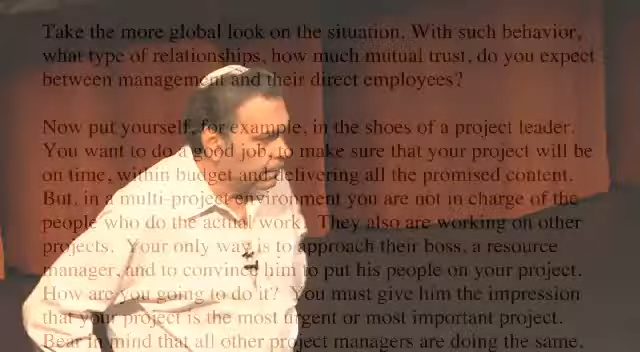 Take the more global look on the situation. With such behavior,
what type of relationships, how much mutual trust, do you expect
between management and their direct employees?
Now put yourself, for example, in the shoes of a project leader.
You want to do a good job, to make sure that your project will be
on time, within budget and delivering all the promised content.
But, in a multi-project environment you are not in charge of the
people who do the actual work. They also are working on other
projects. Your only way is to approach their boss, a resource
manager, and to convince him to put his people on your project.
How are you going to do it? You must give him the impression
that your project is the most urgent or most important project.
Bear in mind that all other project managers are doing the same.